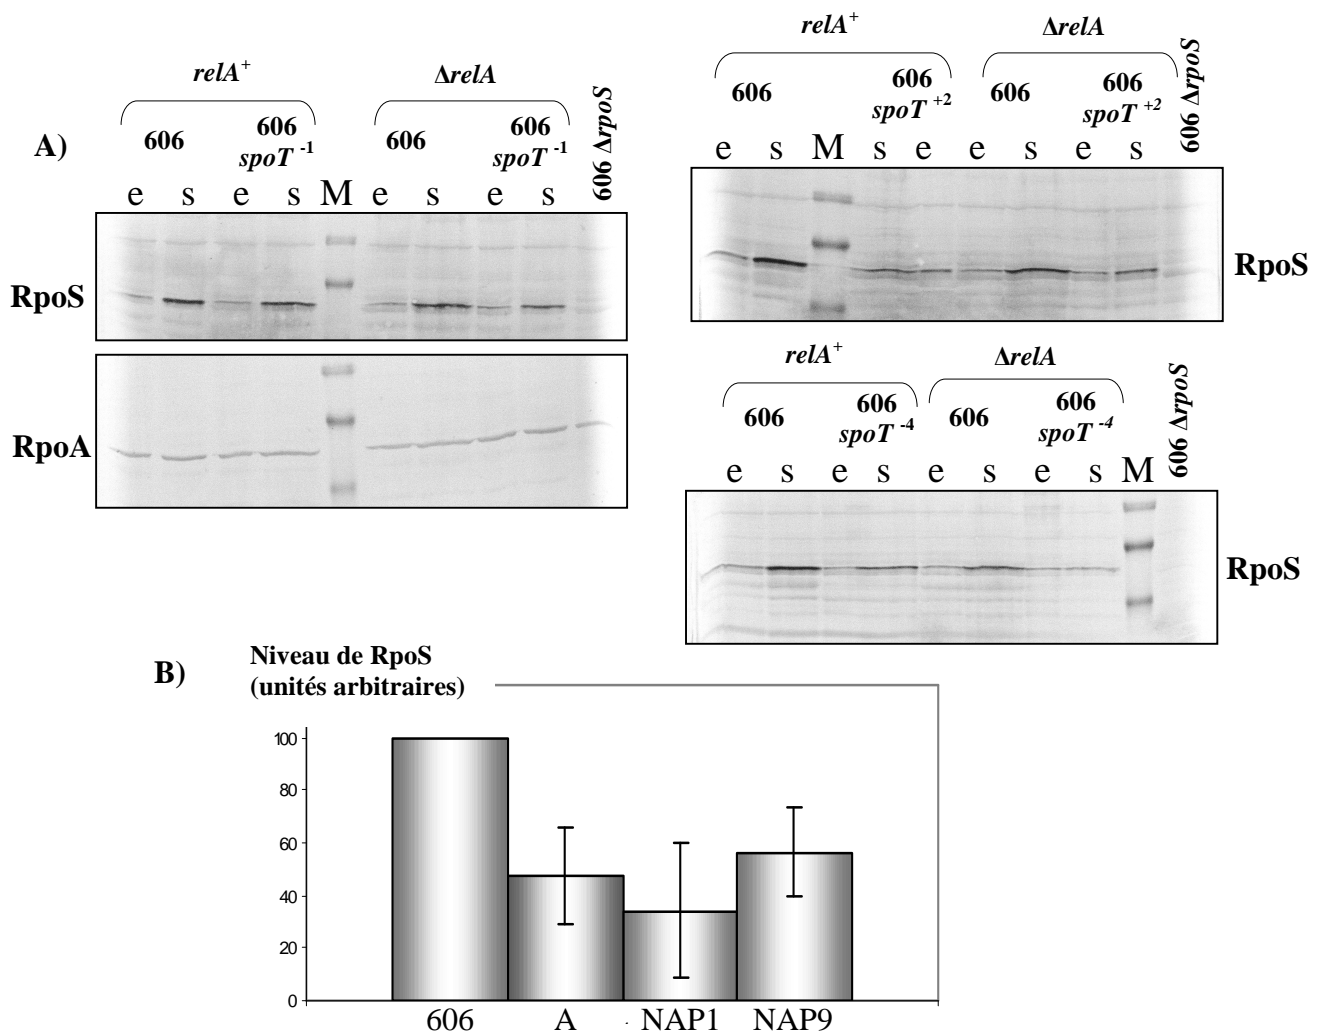 A)
relA+ ΔrelA
606 606 606 606 606 ΔrpoS
spoT -1 spoT -1
e s e s M e s e s
RpoS
RpoA
relA+ ΔrelA
606 606 606 606 606 ΔrpoS
spoT +2 spoT +2
e s M s e e s e s
RpoS
relA+ ΔrelA
606 606 606 606 606 ΔrpoS
spoT -4 spoT -4
e s e s e s e s M
RpoS
B)
Niveau de RpoS
(unités arbitraires)
100
80
60
40
20
0
606 A NAP1 NAP9